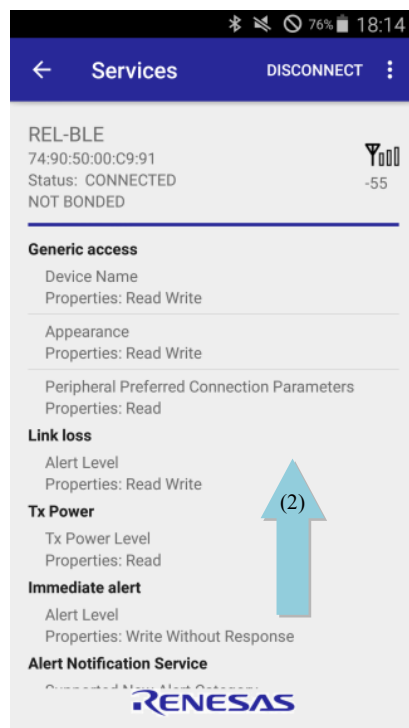 76% 18:14
Services DISCONNECT
REL-BLE
74:90:50:00:C9:91
Status: CONNECTED -55
NOT BONDED
Generic access
Device Name
Properties: Read Write
Appearance
Properties: Read Write
Peripheral Preferred Connection Parameters
Properties: Read
Link loss
Alert Level
Properties: Read Write
(2)
Tx Power
Tx Power Level
Properties: Read
Immediate alert
Alert Level
Properties: Write Without Response
Alert Notification Service
RENESAS